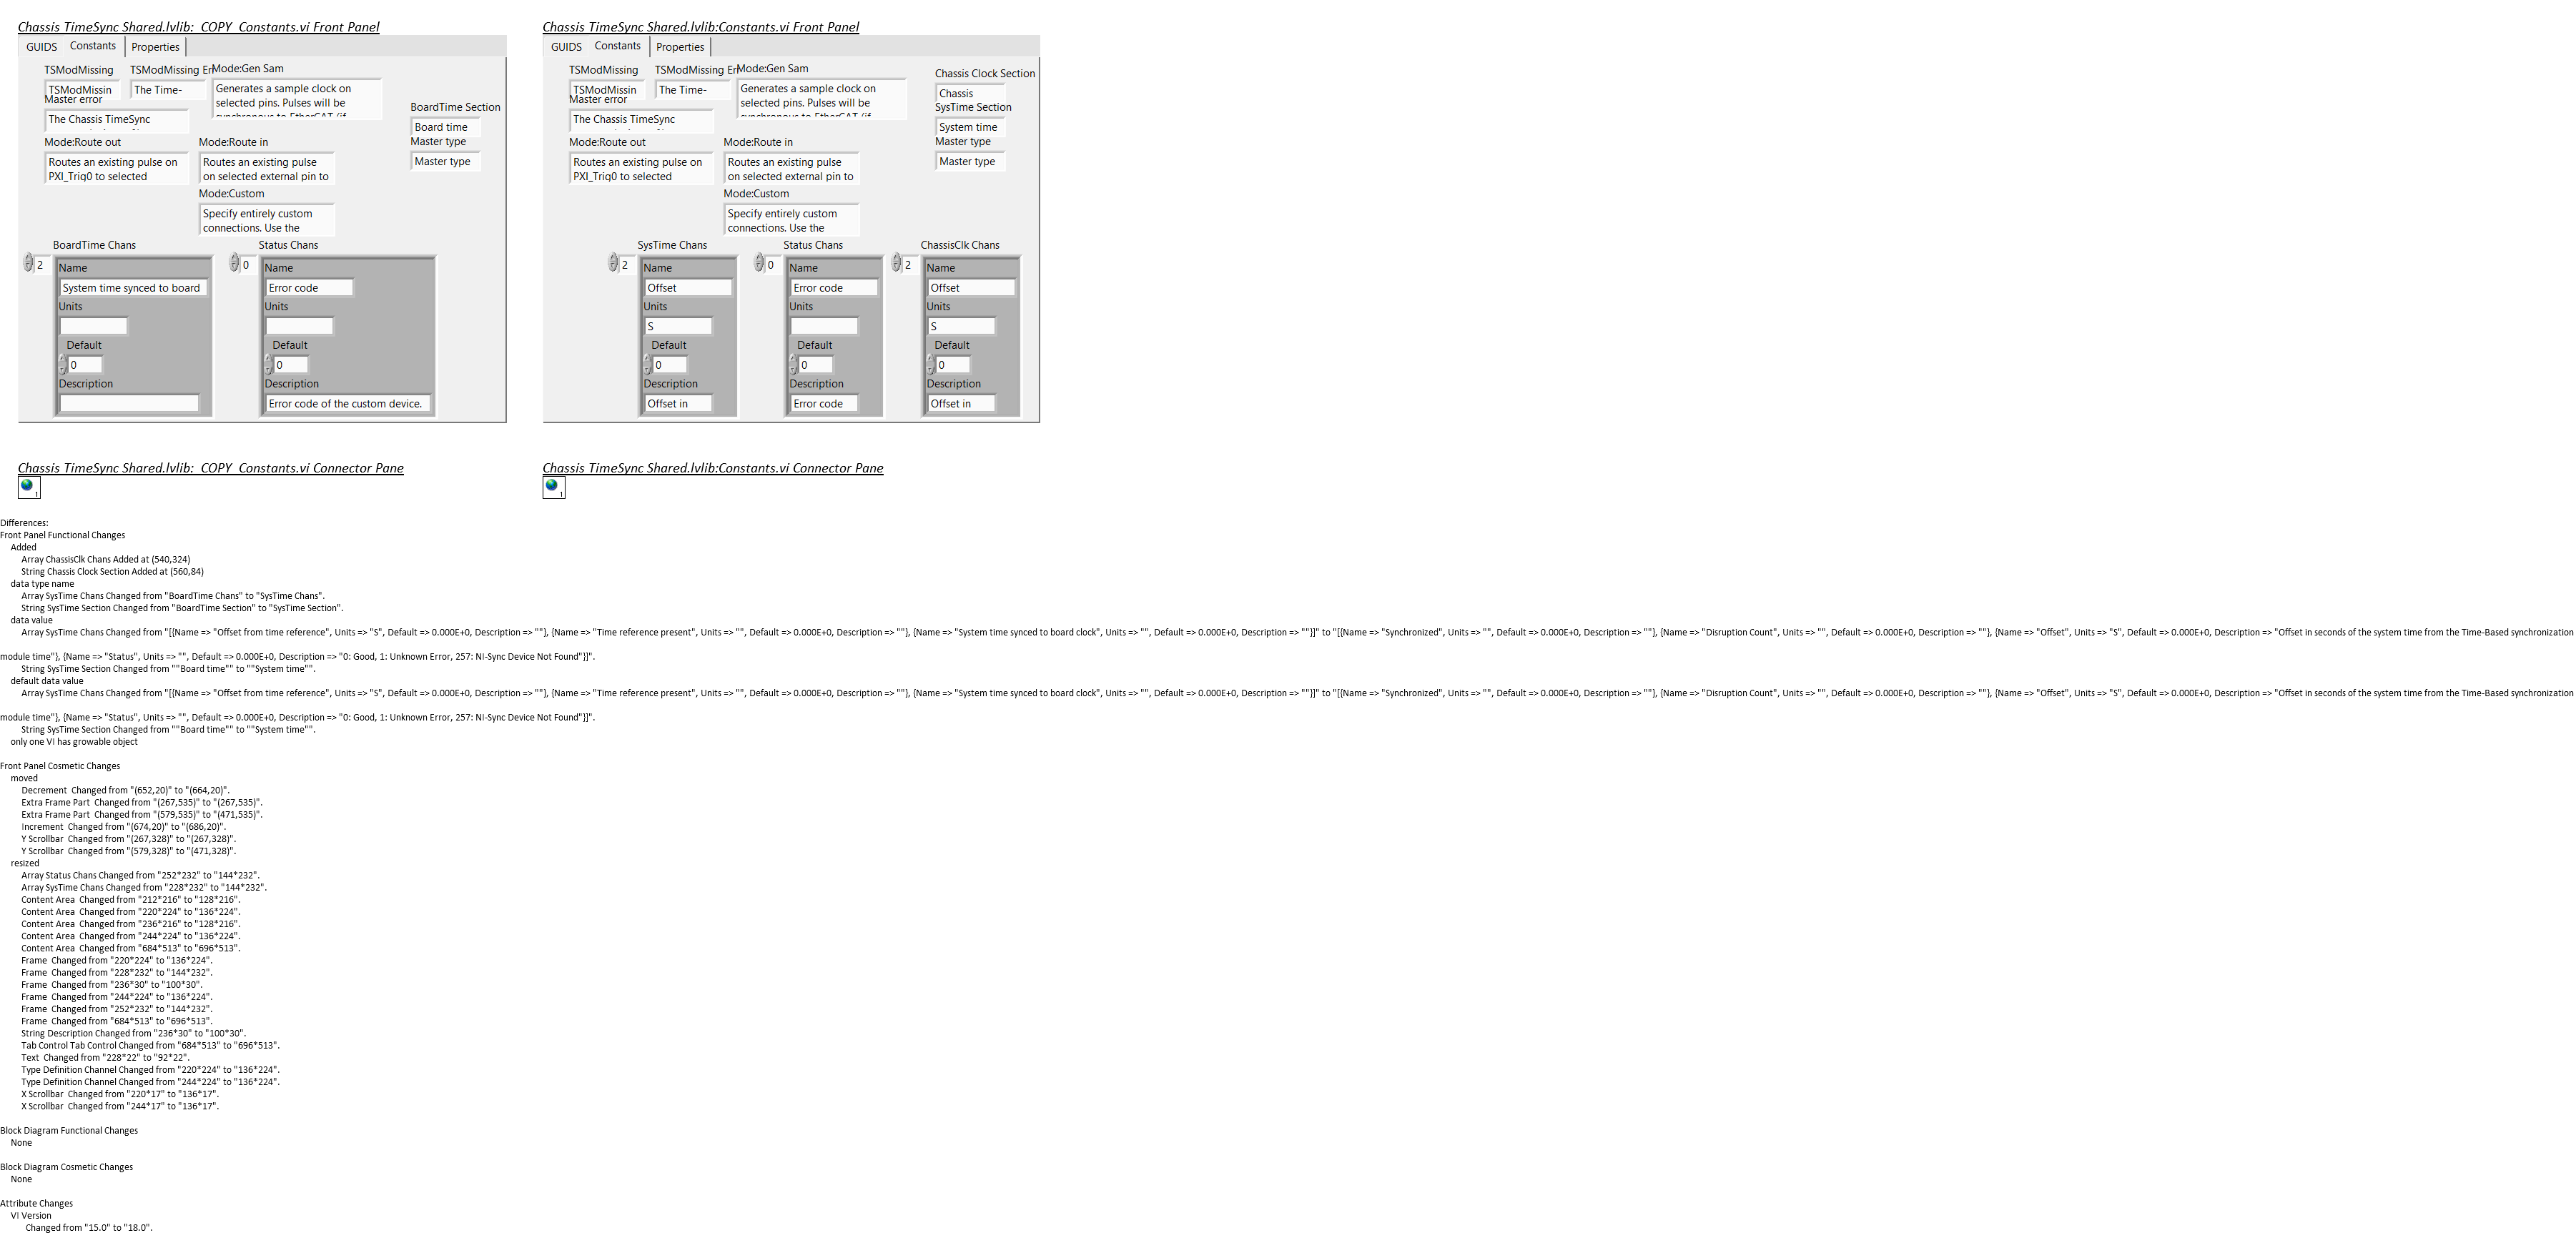 Chassis TimeSync Shared.lvlib:_COPY_Constants.vi Front Panel
GUIDS Constants Properties
TSModMissing TSModMissing Err Mode:Gen Sam
TSModMissin The Time- Generates a sample clock on
selected pins. Pulses will be
synchronous to EtherCAT (if
Master error
The Chassis TimeSync
BoardTime Section
Board time
Master type
Master type
Mode:Route out Mode:Route in
Routes an existing pulse on Routes an existing pulse
PXI_Trig0 to selected on selected external pin to
Mode:Custom
Specify entirely custom
connections. Use the
BoardTime Chans Status Chans
2 Name 0 Name
System time synced to board Error code
Units Units
Default Default
0 0
Description Description
Error code of the custom device.
Chassis TimeSync Shared.lvlib:Constants.vi Front Panel
GUIDS Constants Properties
TSModMissing TSModMissing Err Mode:Gen Sam
TSModMissin The Time- Generates a sample clock on
selected pins. Pulses will be
synchronous to EtherCAT (if
Master error
The Chassis TimeSync
Chassis Clock Section
Chassis
SysTime Section
System time
Master type
Master type
Mode:Route out Mode:Route in
Routes an existing pulse on Routes an existing pulse
PXI_Trig0 to selected on selected external pin to
Mode:Custom
Specify entirely custom
connections. Use the
SysTime Chans Status Chans ChassisClk Chans
2 Name 0 Name 2 Name
Offset Error code Offset
Units Units Units
S S
Default Default Default
0 0 0
Description Description Description
Offset in Error code Offset in
Chassis TimeSync Shared.lvlib:_COPY_Constants.vi Connector Pane
1
Chassis TimeSync Shared.lvlib:Constants.vi Connector Pane
1
Differences:
Front Panel Functional Changes
Added
Array ChassisClk Chans Added at (540,324)
String Chassis Clock Section Added at (560,84)
data type name
Array SysTime Chans Changed from "BoardTime Chans" to "SysTime Chans".
String SysTime Section Changed from "BoardTime Section" to "SysTime Section".
data value
Array SysTime Chans Changed from "[{Name => "Offset from time reference", Units => "S", Default => 0.000E+0, Description => ""}, {Name => "Time reference present", Units => "", Default => 0.000E+0, Description => ""}, {Name => "System time synced to board clock", Units => "", Default => 0.000E+0, Description => ""}]" to "[{Name => "Synchronized", Units => "", Default => 0.000E+0, Description => ""}, {Name => "Disruption Count", Units => "", Default => 0.000E+0, Description => ""}, {Name => "Offset", Units => "S", Default => 0.000E+0, Description => "Offset in seconds of the system time from the Time-Based synchronization
module time"}, {Name => "Status", Units => "", Default => 0.000E+0, Description => "0: Good, 1: Unknown Error, 257: NI-Sync Device Not Found"}]".
String SysTime Section Changed from ""Board time"" to ""System time"".
default data value
Array SysTime Chans Changed from "[{Name => "Offset from time reference", Units => "S", Default => 0.000E+0, Description => ""}, {Name => "Time reference present", Units => "", Default => 0.000E+0, Description => ""}, {Name => "System time synced to board clock", Units => "", Default => 0.000E+0, Description => ""}]" to "[{Name => "Synchronized", Units => "", Default => 0.000E+0, Description => ""}, {Name => "Disruption Count", Units => "", Default => 0.000E+0, Description => ""}, {Name => "Offset", Units => "S", Default => 0.000E+0, Description => "Offset in seconds of the system time from the Time-Based synchronization
module time"}, {Name => "Status", Units => "", Default => 0.000E+0, Description => "0: Good, 1: Unknown Error, 257: NI-Sync Device Not Found"}]".
String SysTime Section Changed from ""Board time"" to ""System time"".
only one VI has growable object
Front Panel Cosmetic Changes
moved
Decrement  Changed from "(652,20)" to "(664,20)".
Extra Frame Part  Changed from "(267,535)" to "(267,535)".
Extra Frame Part  Changed from "(579,535)" to "(471,535)".
Increment  Changed from "(674,20)" to "(686,20)".
Y Scrollbar  Changed from "(267,328)" to "(267,328)".
Y Scrollbar  Changed from "(579,328)" to "(471,328)".
resized
Array Status Chans Changed from "252*232" to "144*232".
Array SysTime Chans Changed from "228*232" to "144*232".
Content Area  Changed from "212*216" to "128*216".
Content Area  Changed from "220*224" to "136*224".
Content Area  Changed from "236*216" to "128*216".
Content Area  Changed from "244*224" to "136*224".
Content Area  Changed from "684*513" to "696*513".
Frame  Changed from "220*224" to "136*224".
Frame  Changed from "228*232" to "144*232".
Frame  Changed from "236*30" to "100*30".
Frame  Changed from "244*224" to "136*224".
Frame  Changed from "252*232" to "144*232".
Frame  Changed from "684*513" to "696*513".
String Description Changed from "236*30" to "100*30".
Tab Control Tab Control Changed from "684*513" to "696*513".
Text  Changed from "228*22" to "92*22".
Type Definition Channel Changed from "220*224" to "136*224".
Type Definition Channel Changed from "244*224" to "136*224".
X Scrollbar  Changed from "220*17" to "136*17".
X Scrollbar  Changed from "244*17" to "136*17".
Block Diagram Functional Changes
None
Block Diagram Cosmetic Changes
None
Attribute Changes
VI Version
Changed from "15.0" to "18.0".